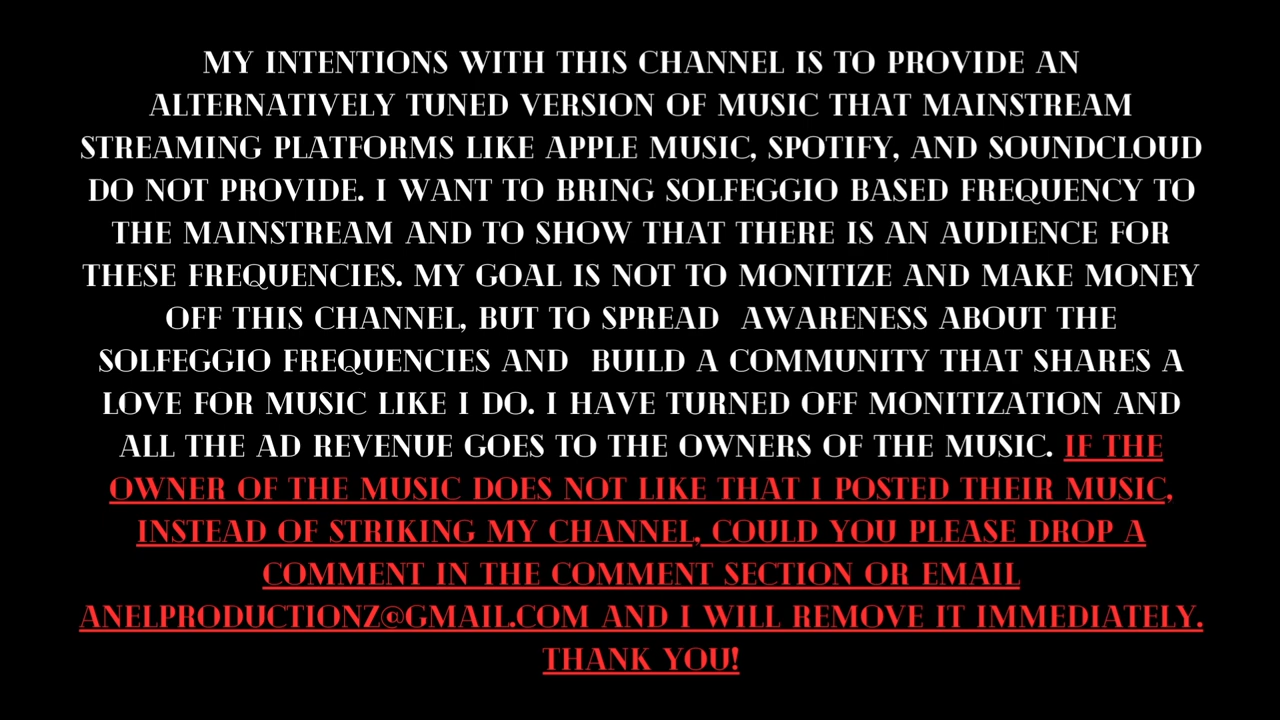 MY INTENTIONS WITH THIS CHANNEL IS TO PROVIDE AN
ALTERNATIVELY TUNED VERSION OF MUSIC THAT MAINSTREAM
STREAMING PLATFORMS LIKE APPLE MUSIC, SPOTIFY, AND SOUNDCLOUD
DO NOT PROVIDE. I WANT TO BRING SOLFEGGIO BASED FREQUENCY TO
THE MAINSTREAM AND TO SHOW THAT THERE IS AN AUDIENCE FOR
THESE FREQUENCIES. MY GOAL IS NOT TO MONITIZE AND MAKE MONEY
OFF THIS CHANNEL, BUT TO SPREAD  AWARENESS ABOUT THE
SOLFEGGIO FREQUENCIES AND  BUILD A COMMUNITY THAT SHARES A
LOVE FOR MUSIC LIKE I DO. I HAVE TURNED OFF MONITIZATION AND
ALL THE AD REVENUE GOES TO THE OWNERS OF THE MUSIC. IF THE
OWNER OF THE MUSIC DOES NOT LIKE THAT I POSTED THEIR MUSIC,
INSTEAD OF STRIKING MY CHANNEL, COULD YOU PLEASE DROP A
COMMENT IN THE COMMENT SECTION OR EMAIL
ANELPRODUCTIONZ@GMAIL.COM AND I WILL REMOVE IT IMMEDIATELY.
THANK YOU!